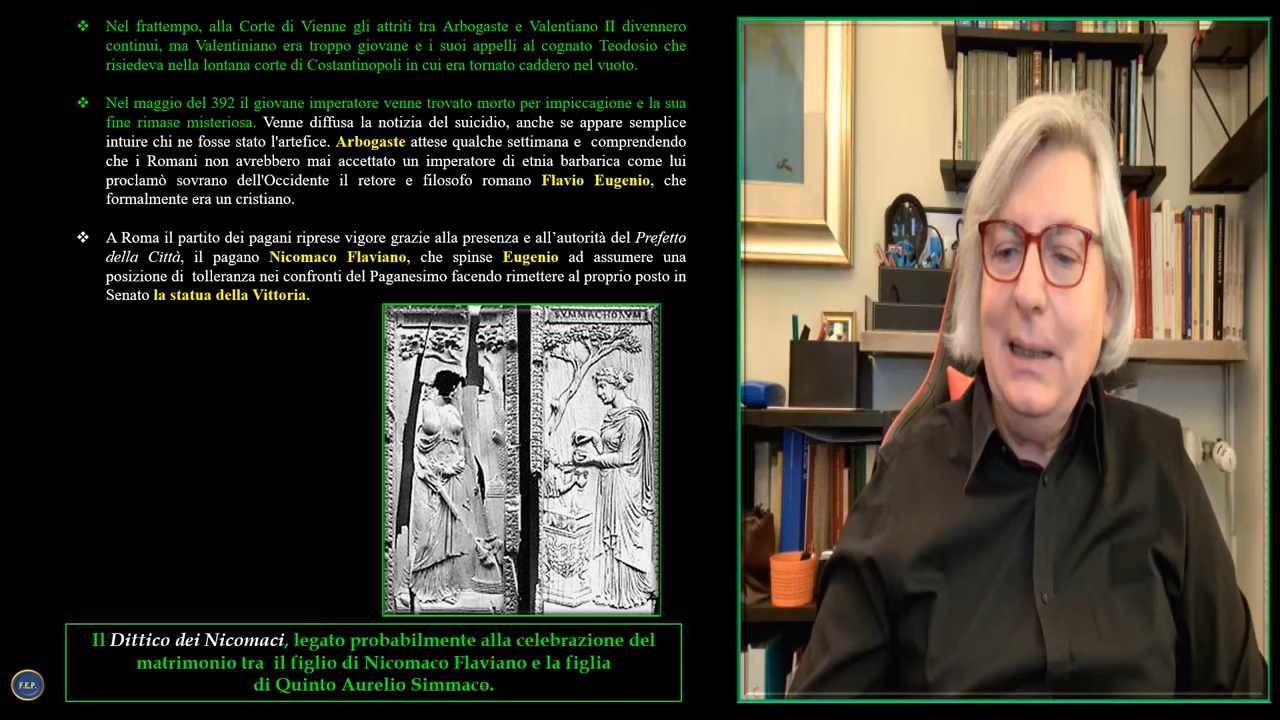 ❖ Nel frattempo, alla Corte di Vienne gli attriti tra Arbogaste e Valentiano II divennero
continui, ma Valentiniano era troppo giovane e i suoi appelli al cognato Teodosio che
risiedeva nella lontana corte di Costantinopoli in cui era tornato caddero nel vuoto.
❖ Nel maggio del 392 il giovane imperatore venne trovato morto per impiccagione e la sua
fine rimase misteriosa. Venne diffusa la notizia del suicidio, anche se appare semplice
intuire chi ne fosse stato l'artefice. Arbogaste attese qualche settimana e comprendendo
che i Romani non avrebbero mai accettato un imperatore di etnia barbarica come lui
proclamò sovrano dell'Occidente il retore e filosofo romano Flavio Eugenio, che
formalmente era un cristiano.
❖ A Roma il partito dei pagani riprese vigore grazie alla presenza e all’autorità del Prefetto
della Città, il pagano Nicomaco Flaviano, che spinse Eugenio ad assumere una
posizione di tolleranza nei confronti del Paganesimo facendo rimettere al proprio posto in
Senato la statua della Vittoria.
SYMMACHORVM
Il Dittico dei Nicomaci, legato probabilmente alla celebrazione del
matrimonio tra il figlio di Nicomaco Flaviano e la figlia
di Quinto Aurelio Simmaco.
F.E.P.